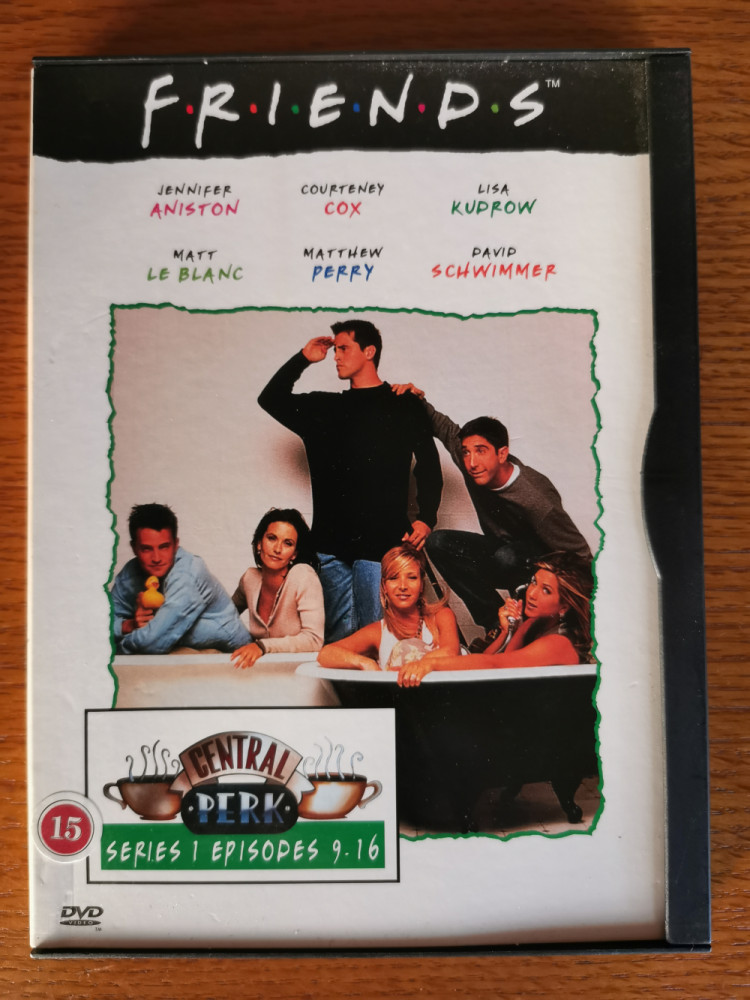 F·R·I·E·N·D·S™
JENNIFER ANISTON
COURTENEY COX
LISA KUDROW
MATT LE BLANC
MATTHEW PERRY
DAVID SCHWIMMER
CENTRAL
·PERK·
SERIES 1 EPISODES 9-16
15
DVD
VIDEO